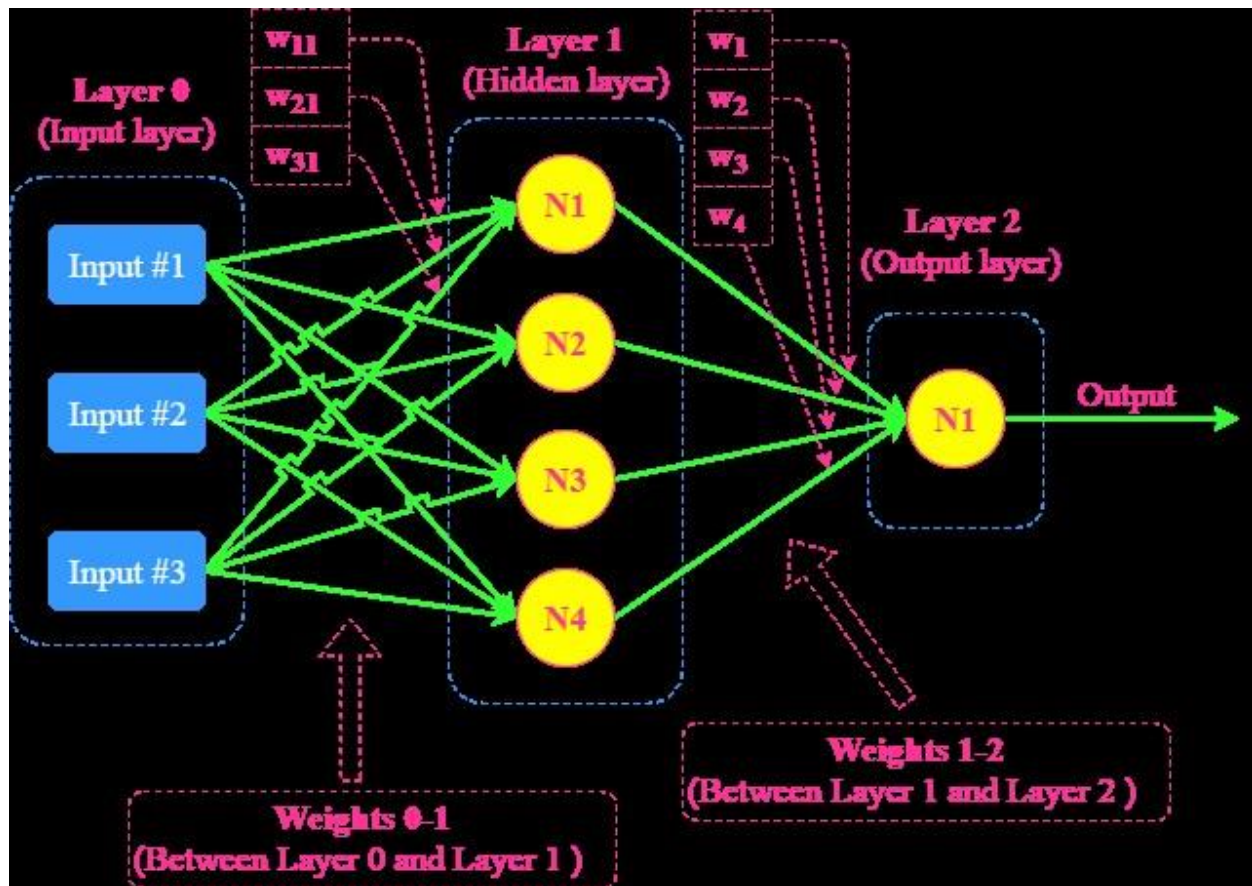 Layer 0
(Input layer)
Input #1
Input #2
Input #3
w11
w21
w31
Layer 1
(Hidden layer)
N1
N2
N3
N4
w1
w2
w3
w4
Layer 2
(Output layer)
N1
Output
Weights 0-1
(Between Layer 0 and Layer 1 )
Weights 1-2
(Between Layer 1 and Layer 2 )